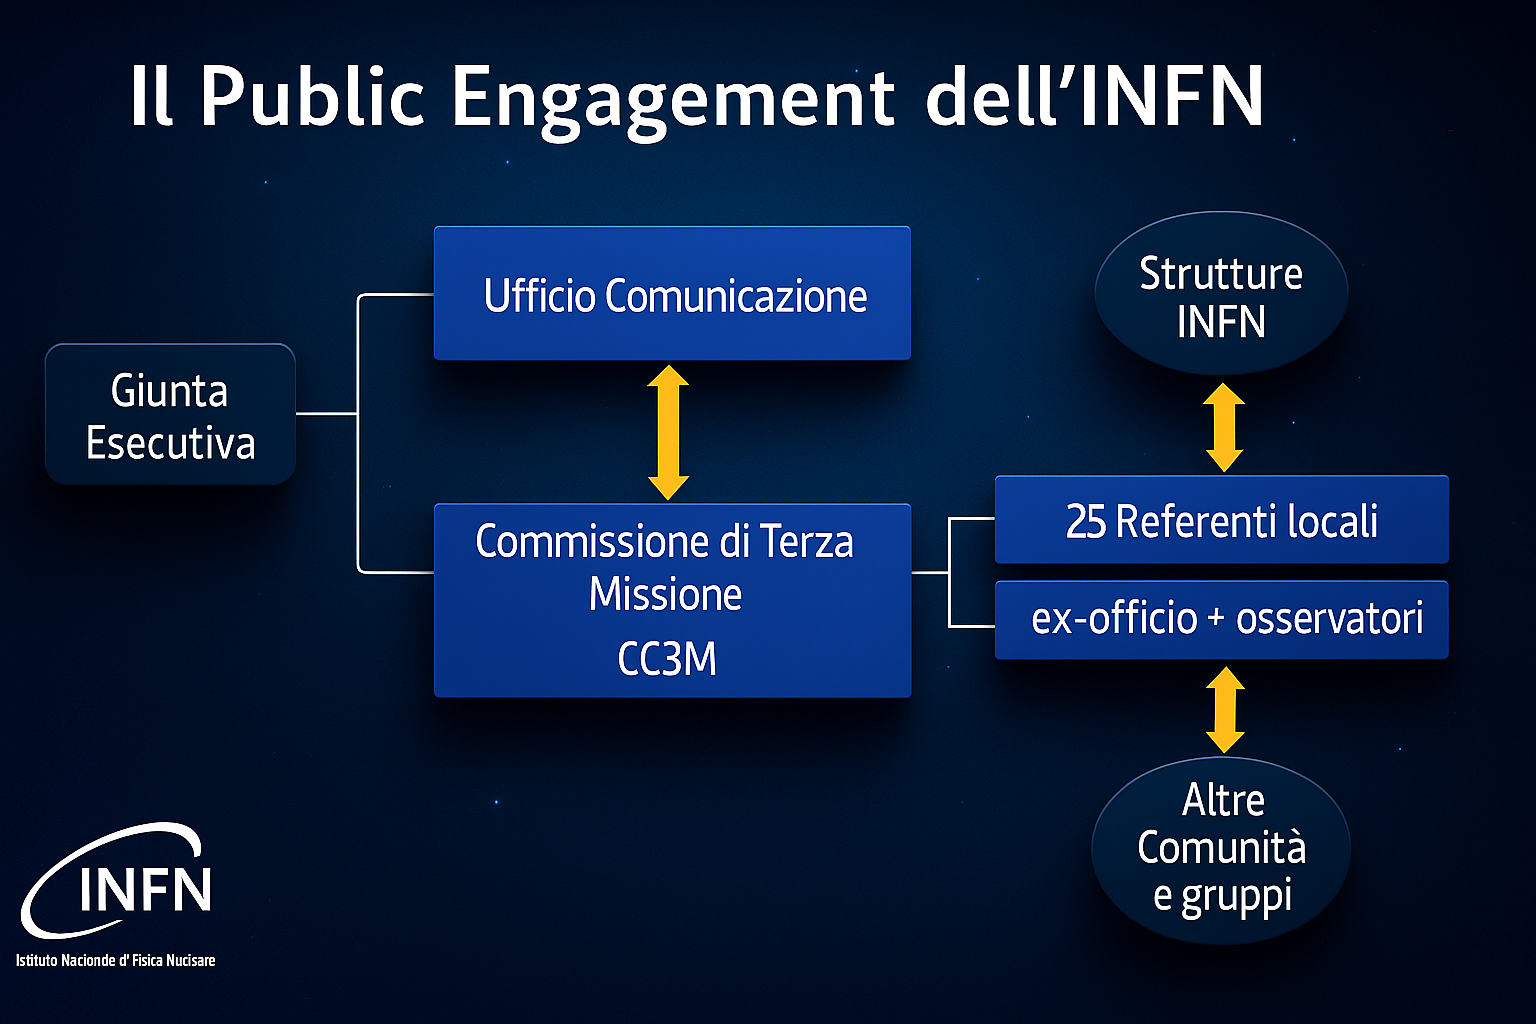 Il Public Engagement dell'INFN
Ufficio Comunicazione
Strutture
INFN
Giunta
Esecutiva
Commissione di Terza
Missione
CC3M
25 Referenti locali
ex-officio + osservatori
Altre
Comunità
e gruppi
INFN
Istituto Nacionde d' Fisica Nucisare